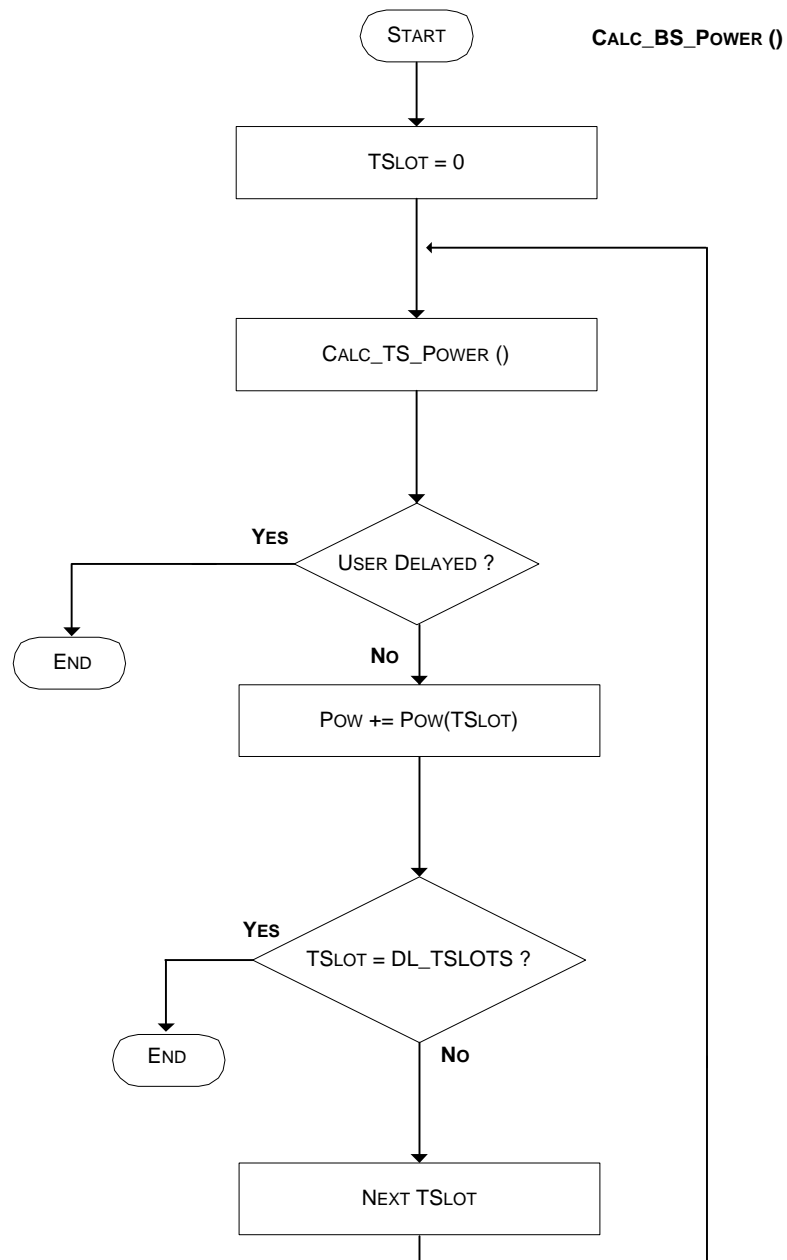 START
CALC_BS_POWER ()
TSLOT = 0
CALC_TS_POWER ()
YES
USER DELAYED ?
END
NO
POW += POW(TSLOT)
YES
TSLOT = DL_TSLOTS ?
END
NO
NEXT TSLOT